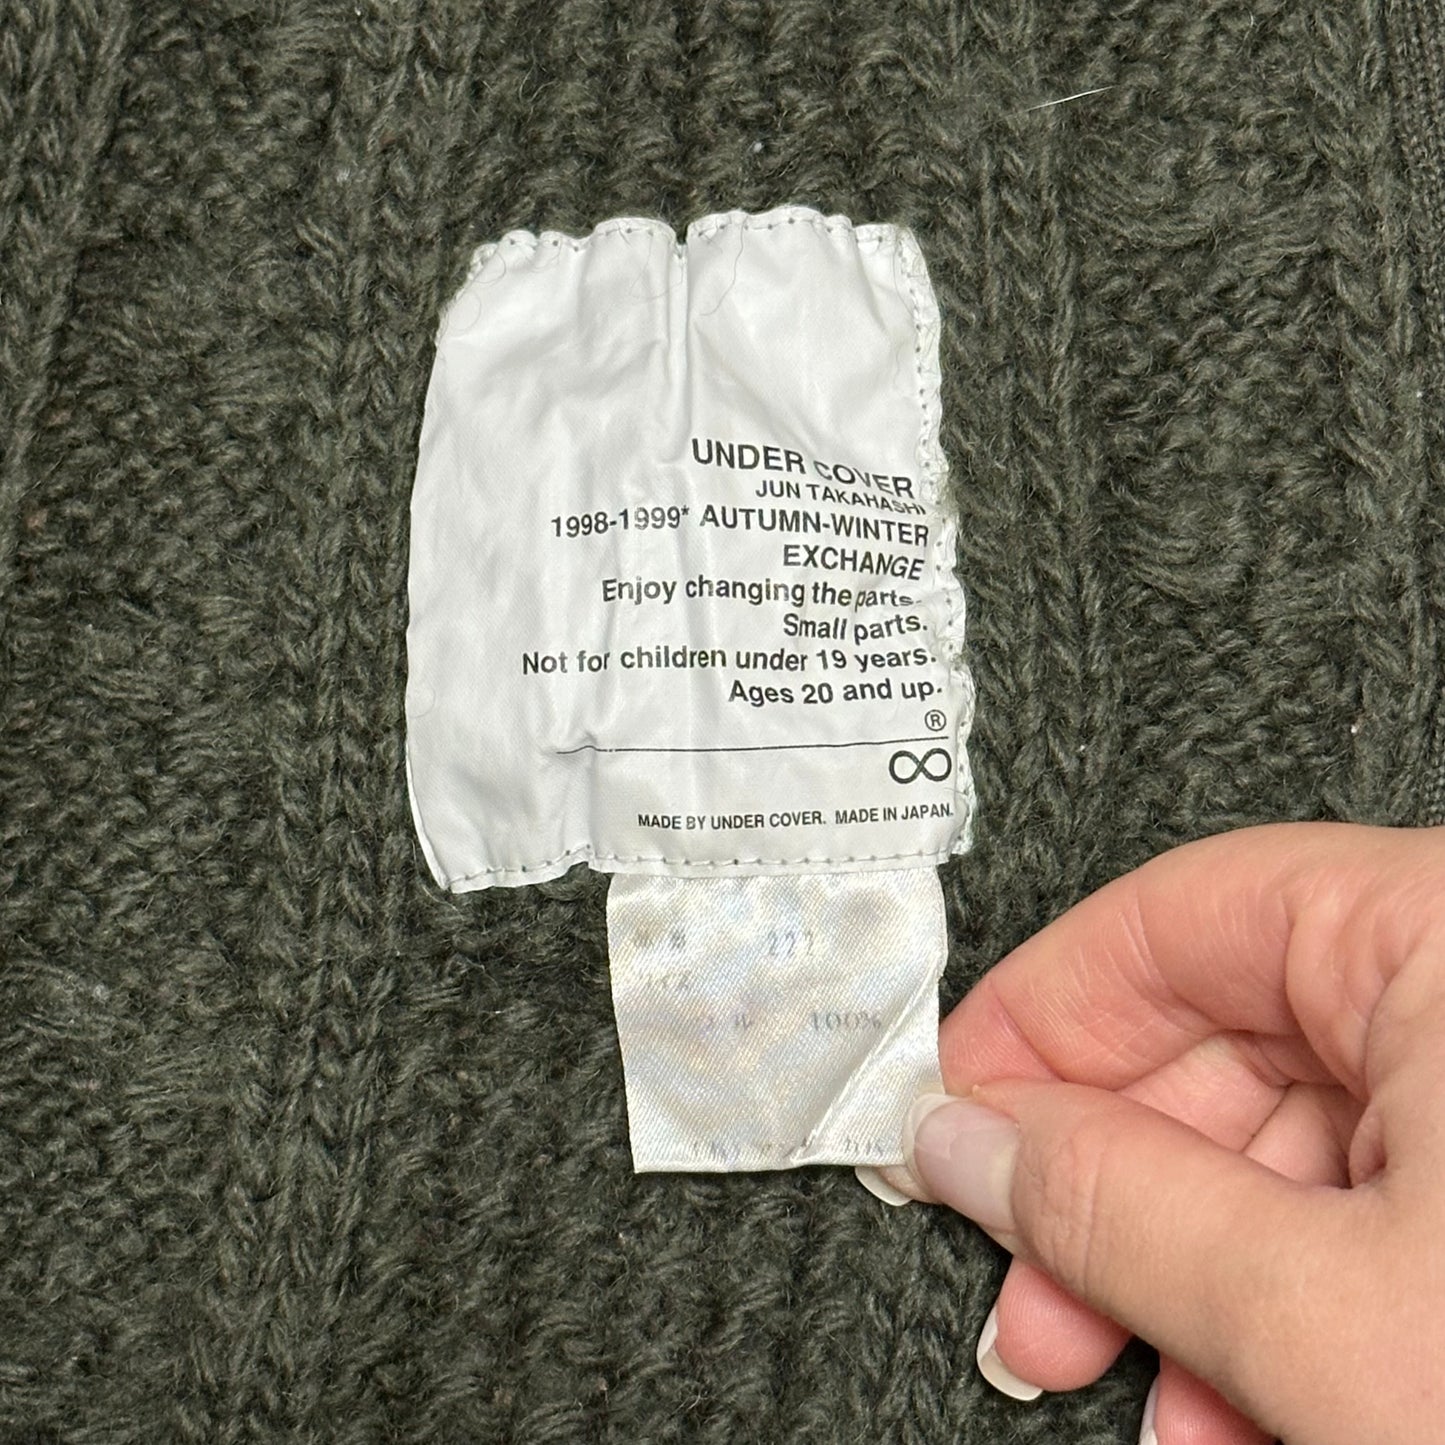 UNDER COVER
JUN TAKAHASHI
1998-1999* AUTUMN-WINTER
EXCHANGE
Enjoy changing the parts.
Small parts.
Not for children under 19 years.
Ages 20 and up.
®
∞
MADE BY UNDER COVER. MADE IN JAPAN.
100%